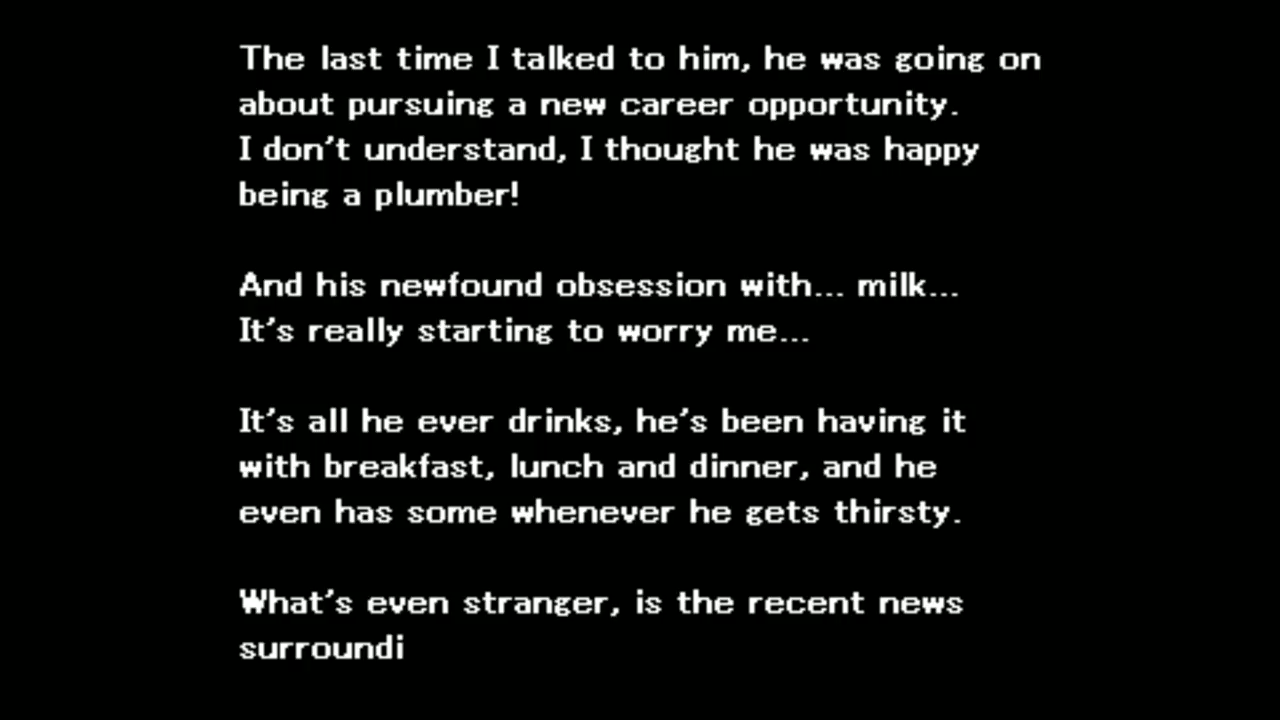 The last time I talked to him, he was going on
about pursuing a new career opportunity.
I don't understand, I thought he was happy
being a plumber!
And his newfound obsession with... milk...
It's really starting to worry me...
It's all he ever drinks, he's been having it
with breakfast, lunch and dinner, and he
even has some whenever he gets thirsty.
What's even stranger, is the recent news
surroundi